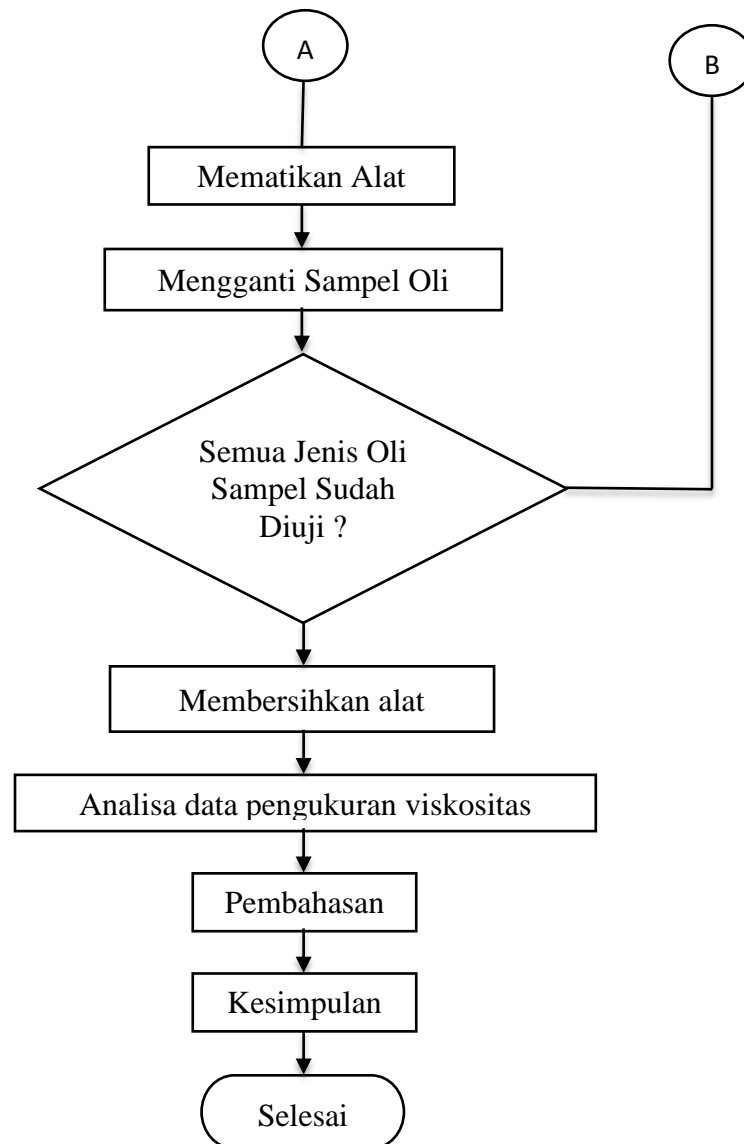 A
B
Mematikan Alat
Mengganti Sampel Oli
Semua Jenis Oli
Sampel Sudah
Diuji ?
Membersihkan alat
Analisa data pengukuran viskositas
Pembahasan
Kesimpulan
Selesai